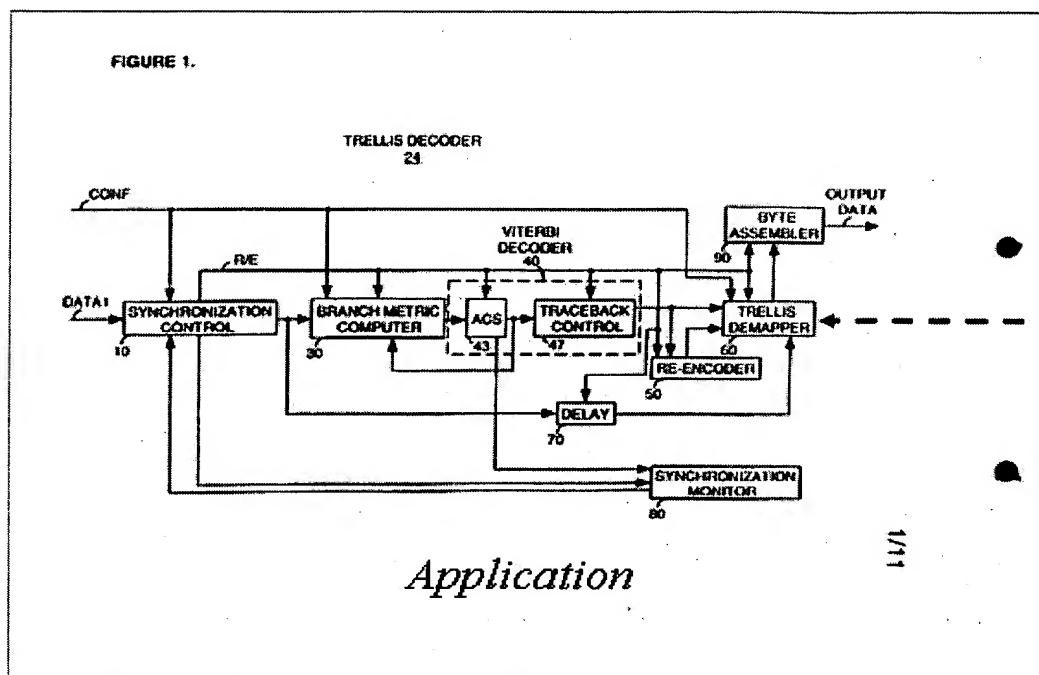 FIGURE 1.
TRELLIS DECODER
24
CONF
OUTPUT
DATA
BYTE
ASSEMBLER
90
VITERBI
DECODER
40
R/E
DATA1
SYNCHRONIZATION
CONTROL
10
BRANCH METRIC
COMPUTER
30
ACS
43
TRACEBACK
CONTROL
47
TRELLIS
DEMAPPER
60
RE-ENCODER
50
DELAY
70
SYNCHRONIZATION
MONITOR
80
1/11
Application